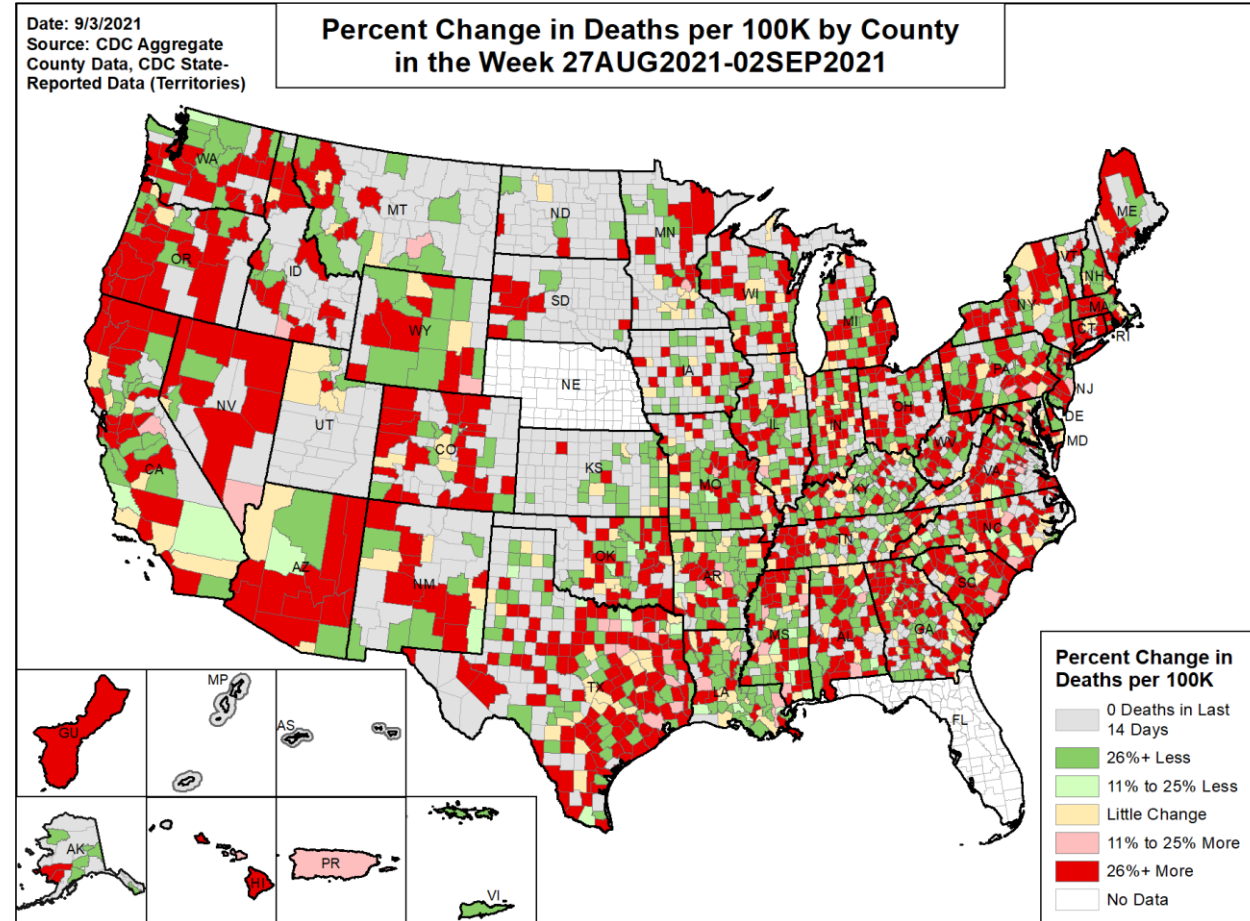 Date: 9/3/2021
Source: CDC Aggregate
County Data, CDC State-
Reported Data (Territories)
Percent Change in Deaths per 100K by County
in the Week 27AUG2021-02SEP2021
WA
MT
ND
MN
ME
OR
ID
SD
WI
MI
NY
VT
NH
MA
CT
RI
WY
NE
IA
PA
NJ
NV
UT
CO
KS
MO
IL
IN
OH
WV
DE
MD
CA
KY
VA
AZ
NM
OK
AR
TN
NC
SC
TX
LA
MS
AL
GA
FL
GU
MP
AS
AK
HI
PR
VI
Percent Change in
Deaths per 100K
0 Deaths in Last
14 Days
26%+ Less
11% to 25% Less
Little Change
11% to 25% More
26%+ More
No Data